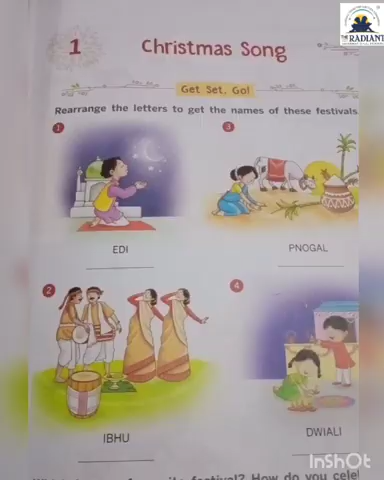 THE
RADIANT
1
Christmas Song
Get Set, Go!
Rearrange the letters to get the names of these festivals
1
3
EDI
PNOGAL
2
4
IBHU
DWIALI
InShOt